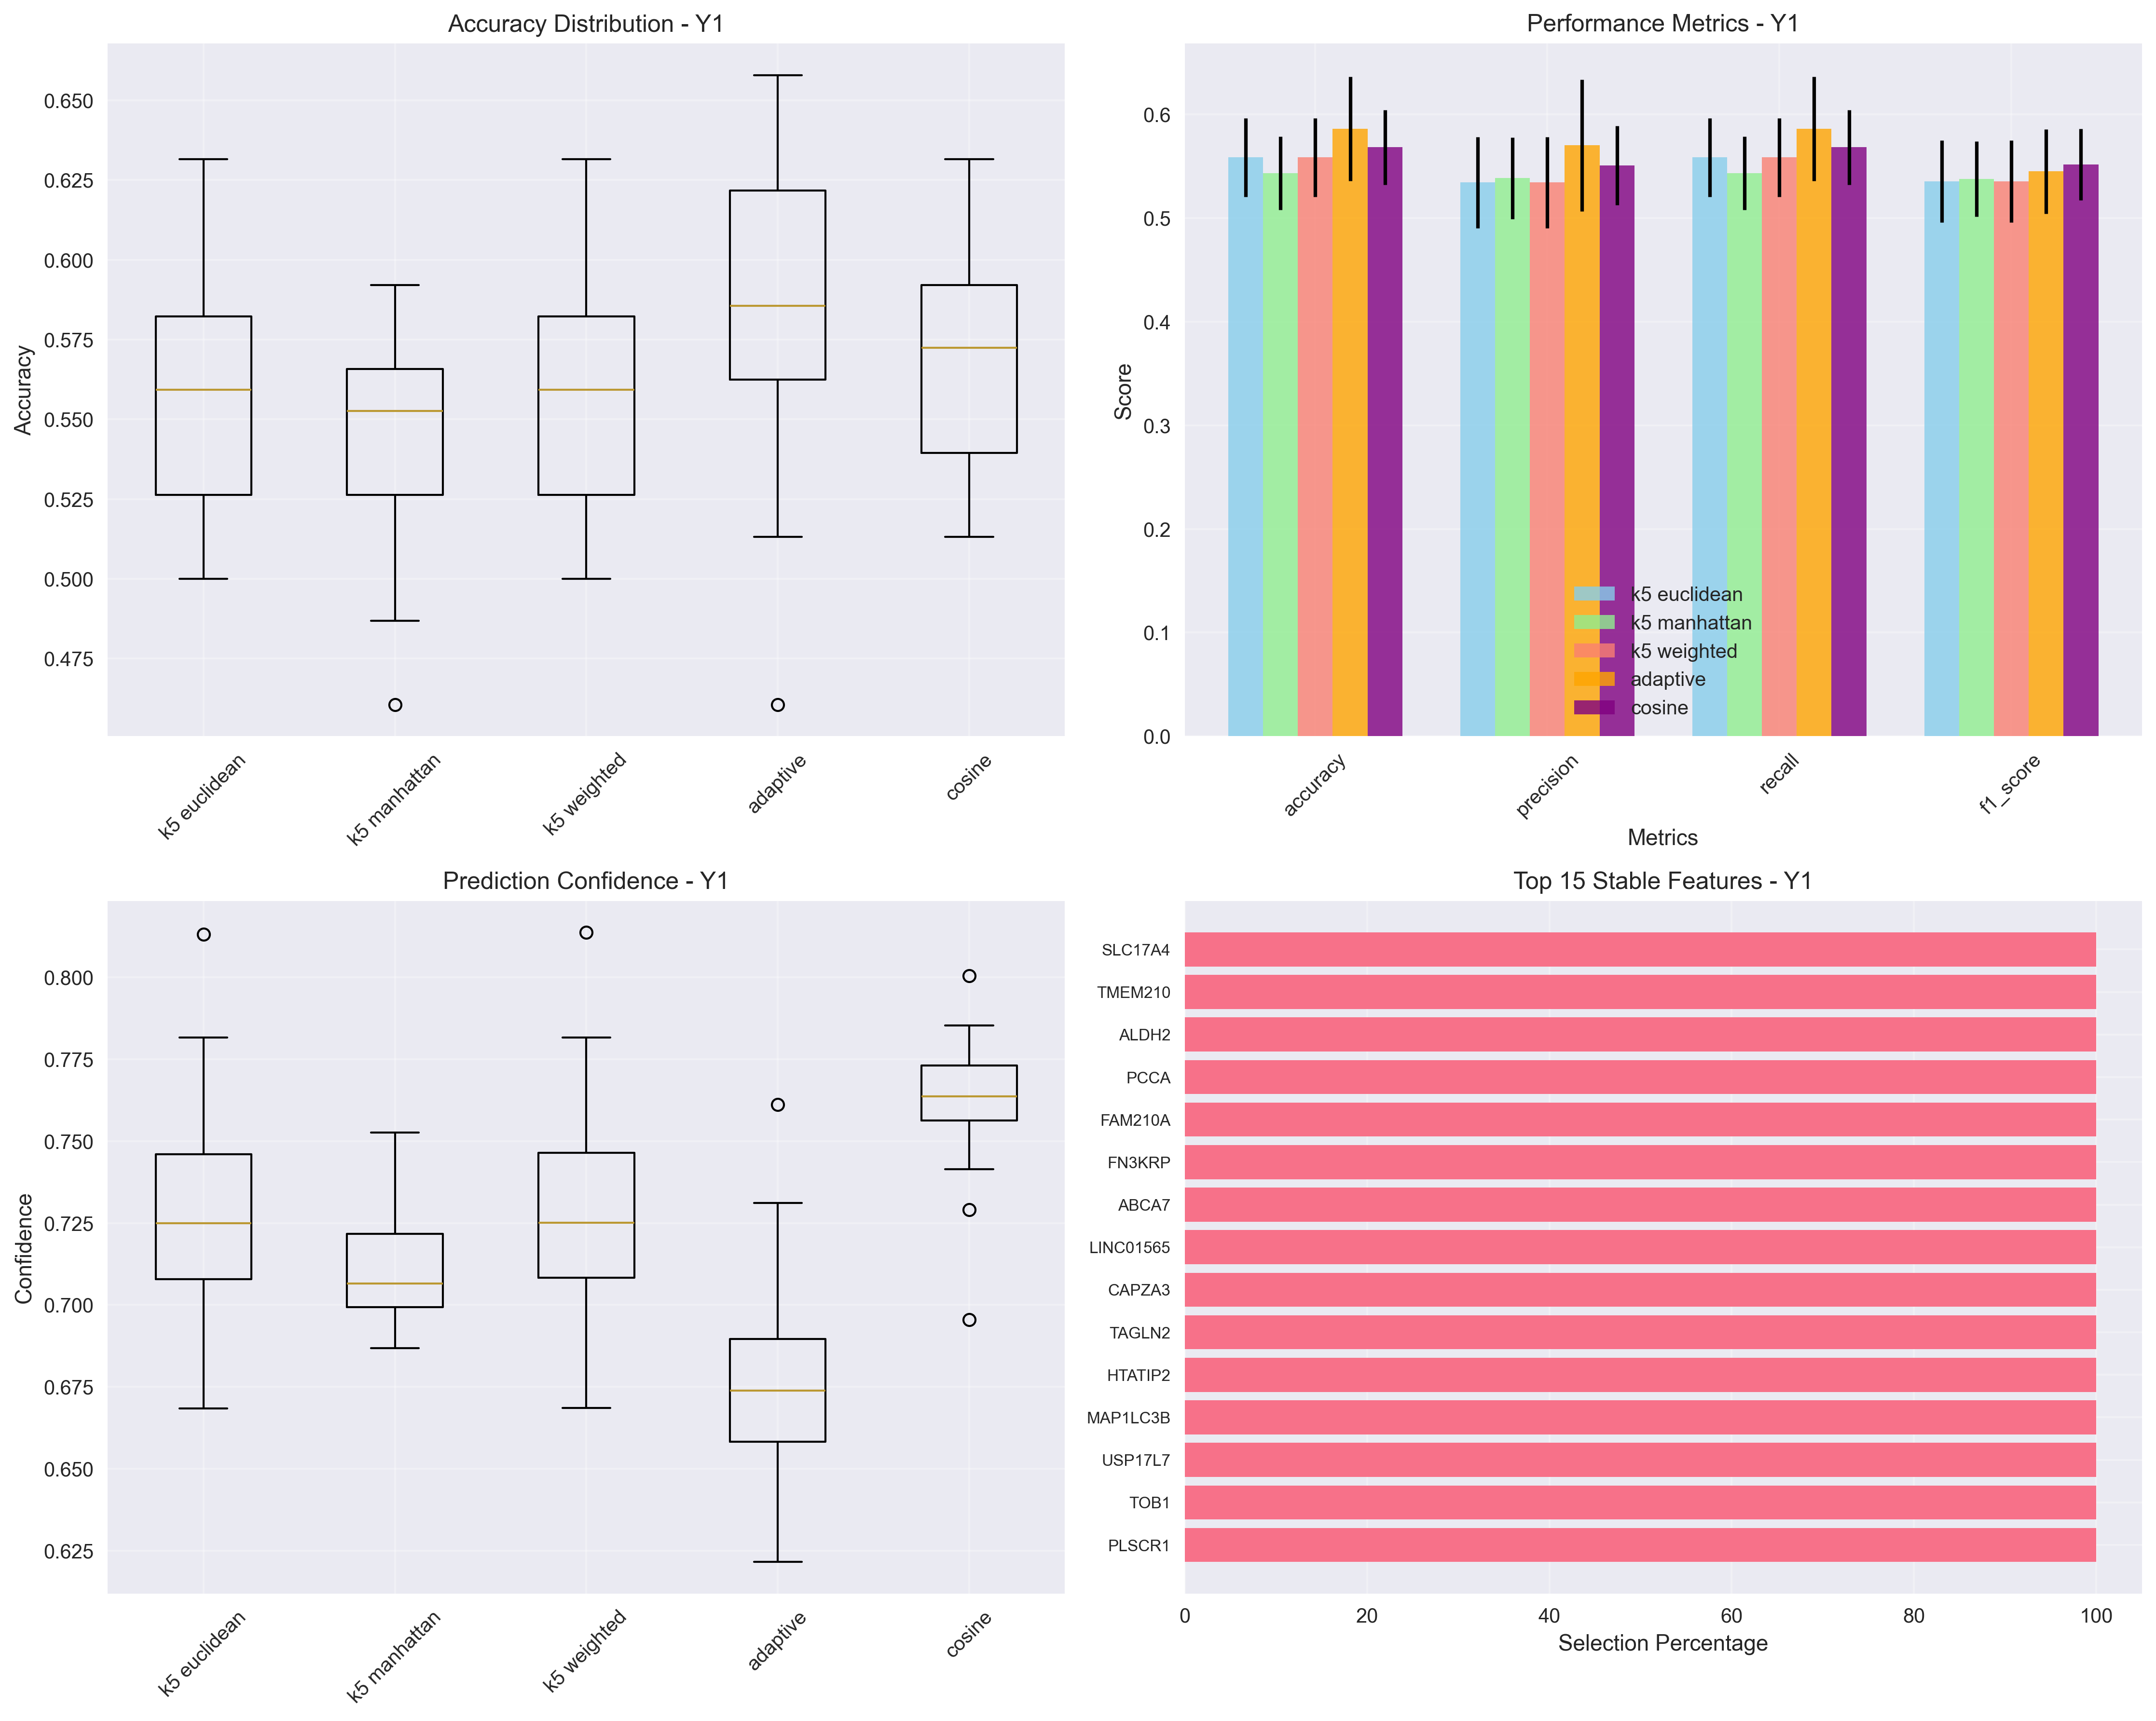 Accuracy Distribution - Y1
Accuracy
0.650
0.625
0.600
0.575
0.550
0.525
0.500
0.475
k5 euclidean
k5 manhattan
k5 weighted
adaptive
cosine
Performance Metrics - Y1
Score
0.6
0.5
0.4
0.3
0.2
0.1
0.0
k5 euclidean
k5 manhattan
k5 weighted
adaptive
cosine
accuracy
precision
recall
f1_score
Metrics
Prediction Confidence - Y1
Confidence
0.800
0.775
0.750
0.725
0.700
0.675
0.650
0.625
k5 euclidean
k5 manhattan
k5 weighted
adaptive
cosine
Top 15 Stable Features - Y1
SLC17A4
TMEM210
ALDH2
PCCA
FAM210A
FN3KRP
ABCA7
LINC01565
CAPZA3
TAGLN2
HTATIP2
MAP1LC3B
USP17L7
TOB1
PLSCR1
0
20
40
60
80
100
Selection Percentage